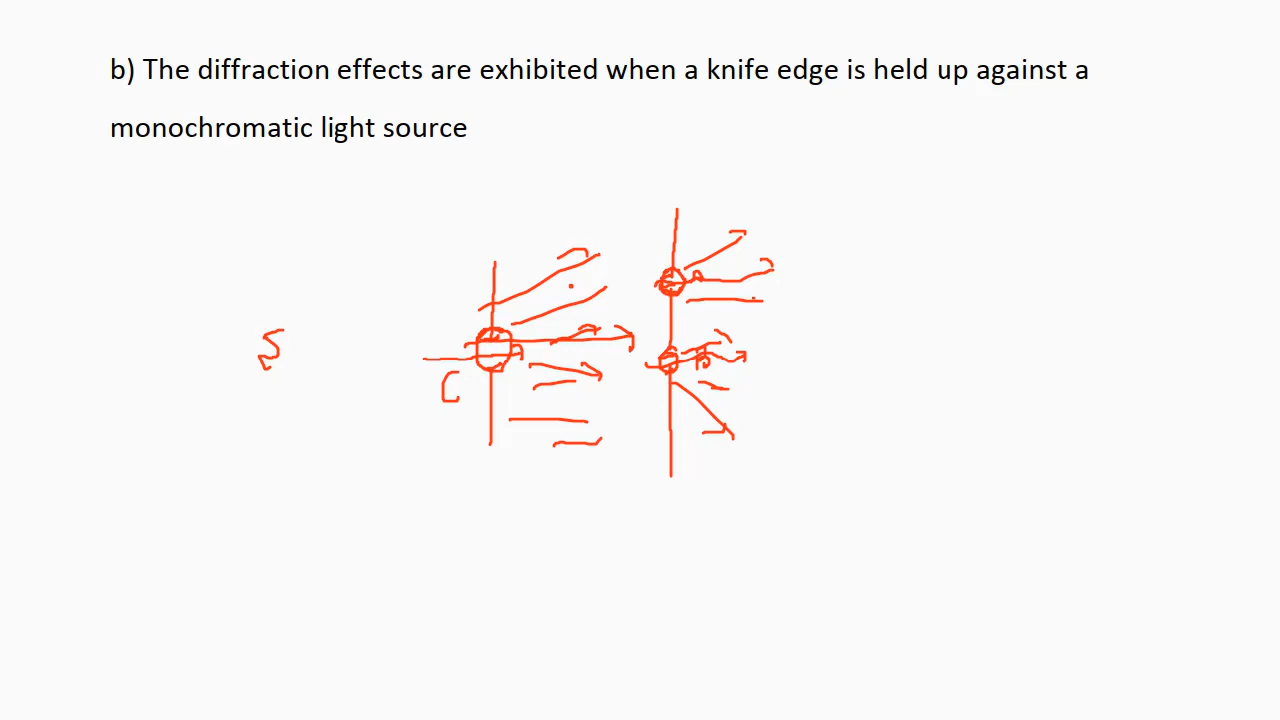 b) The diffraction effects are exhibited when a knife edge is held up against a
monochromatic light source
S
C